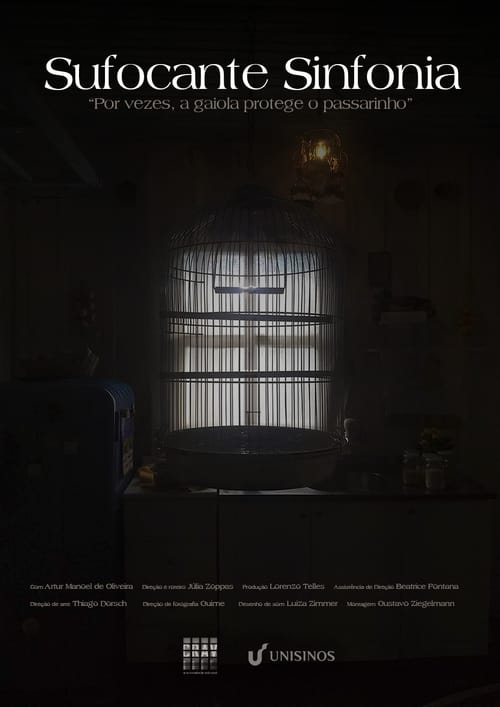 Sufocante Sinfonia
“Por vezes, a gaiola protege o passarinho”
Com Artur Manoel de Oliveira Direção e roteiro Júlia Zoppas Produção Lorenzo Telles Assistência de Direção Beatrice Fontana
Direção de arte Thiago Dorsch Direção de fotografia Guime Desenho de som Luiza Zimmer Montagem Gustavo Ziegelmann
UNISINOS